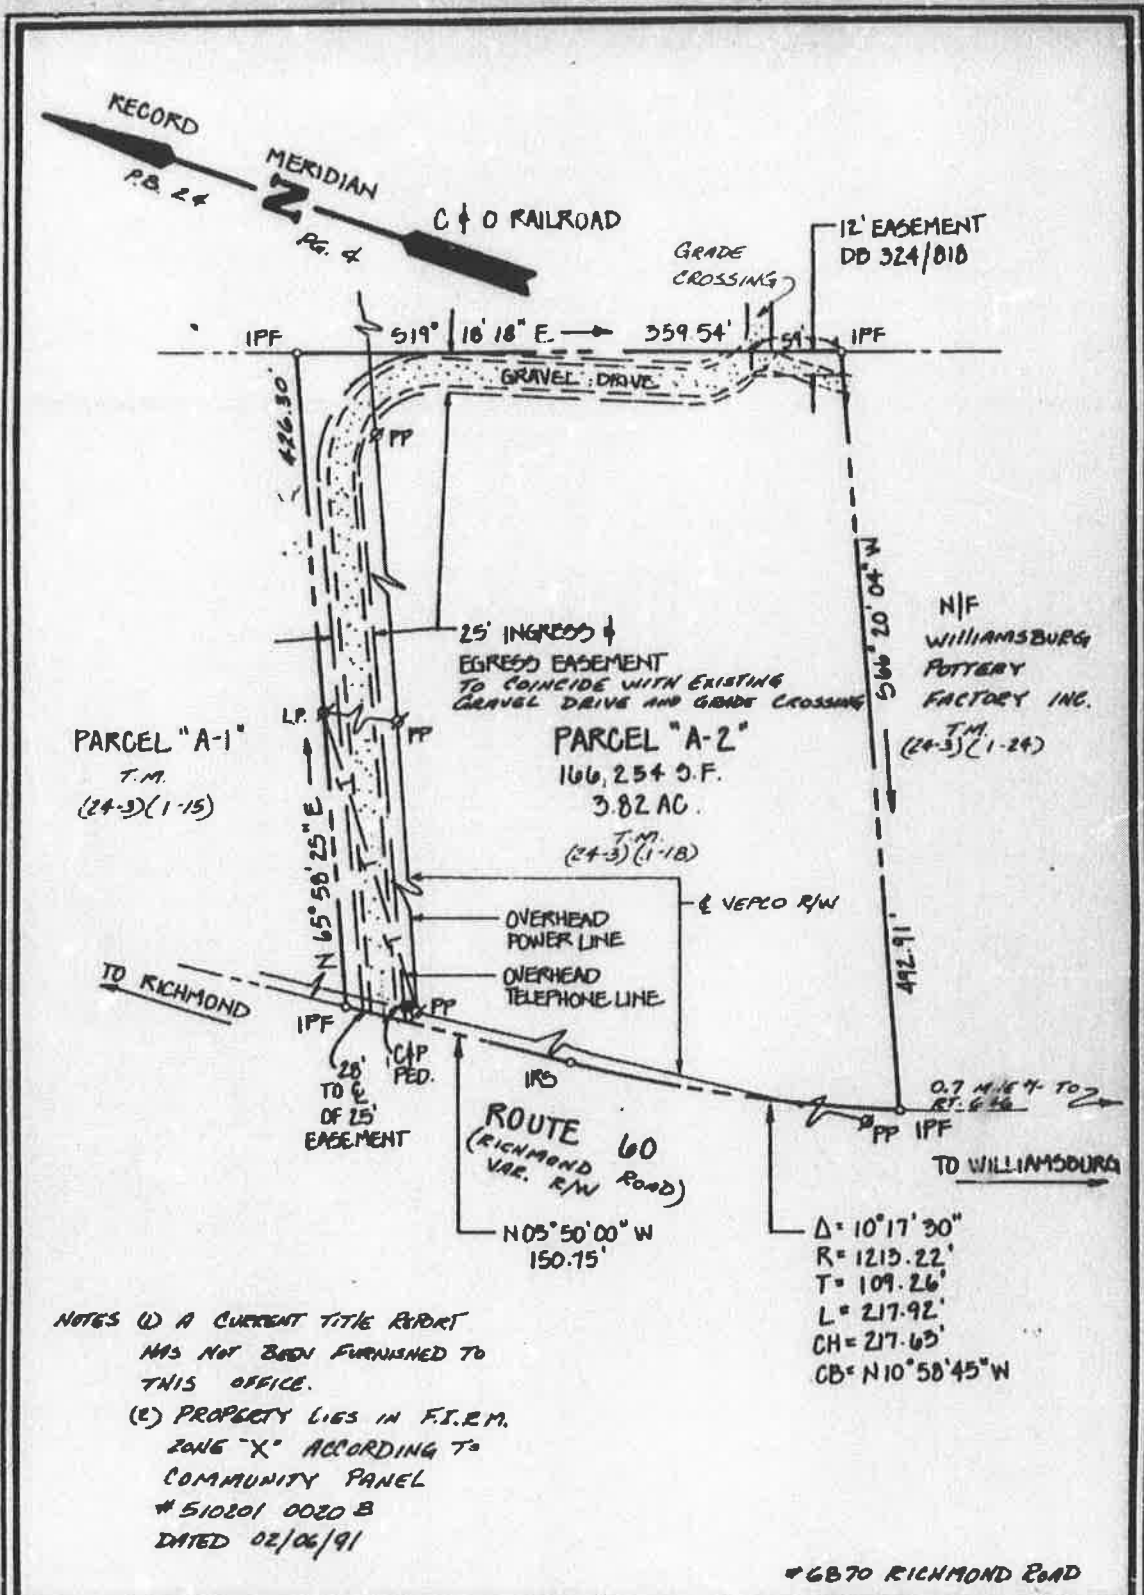 RECORD
MERIDIAN
N
P.B. 24
PG. 4
C & O RAILROAD
GRADE
CROSSING
12' EASEMENT
DB 324/818
IPF
S19° 18' 18" E
359.54'
59'
IPF
GRAVEL DRIVE
426.30'
PP
25' INGRESS &
EGRESS EASEMENT
TO COINCIDE WITH EXISTING
GRAVEL DRIVE AND GRADE CROSSING
S66° 20' 04" W
N/F
WILLIAMSBURG
POTTERY
FACTORY INC.
T.M.
(24-3)(1-24)
L.P.
PP
PARCEL "A-1"
T.M.
(24-3)(1-15)
PARCEL "A-2"
166,254 S.F.
3.82 AC.
T.M.
(24-3)(1-18)
N 65° 58' 25" E
℄ VEPCO R/W
OVERHEAD
POWER LINE
OVERHEAD
TELEPHONE LINE
492.91'
TO RICHMOND
IPF
PP
28'
TO ℄
OF 25'
EASEMENT
C&P
PED.
IRS
ROUTE 60
(RICHMOND ROAD)
VAR. R/W
0.7 MILE +/- TO
RT. 646
PP
IPF
TO WILLIAMSBURG
N05°50'00" W
150.75'
Δ= 10°17'30"
R= 1213.22'
T= 109.26'
L= 217.92'
CH= 217.63'
CB= N10°58'45"W
NOTES (1) A CURRENT TITLE REPORT
HAS NOT BEEN FURNISHED TO
THIS OFFICE.
(2) PROPERTY LIES IN F.I.R.M.
ZONE "X" ACCORDING TO
COMMUNITY PANEL
# 510201 0020 B
DATED 02/06/91
#6870 RICHMOND ROAD